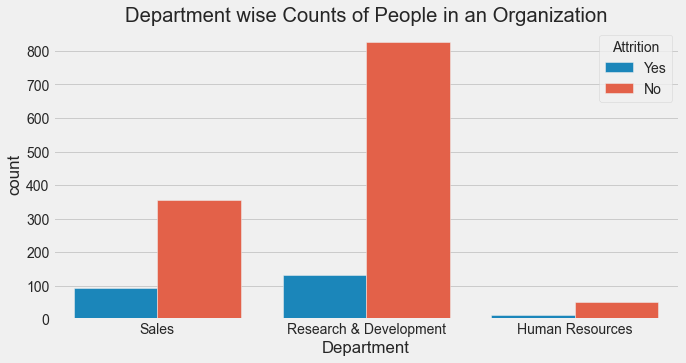 Department wise Counts of People in an Organization
Attrition
Yes
No
count
800
700
600
500
400
300
200
100
0
Sales
Research & Development
Human Resources
Department